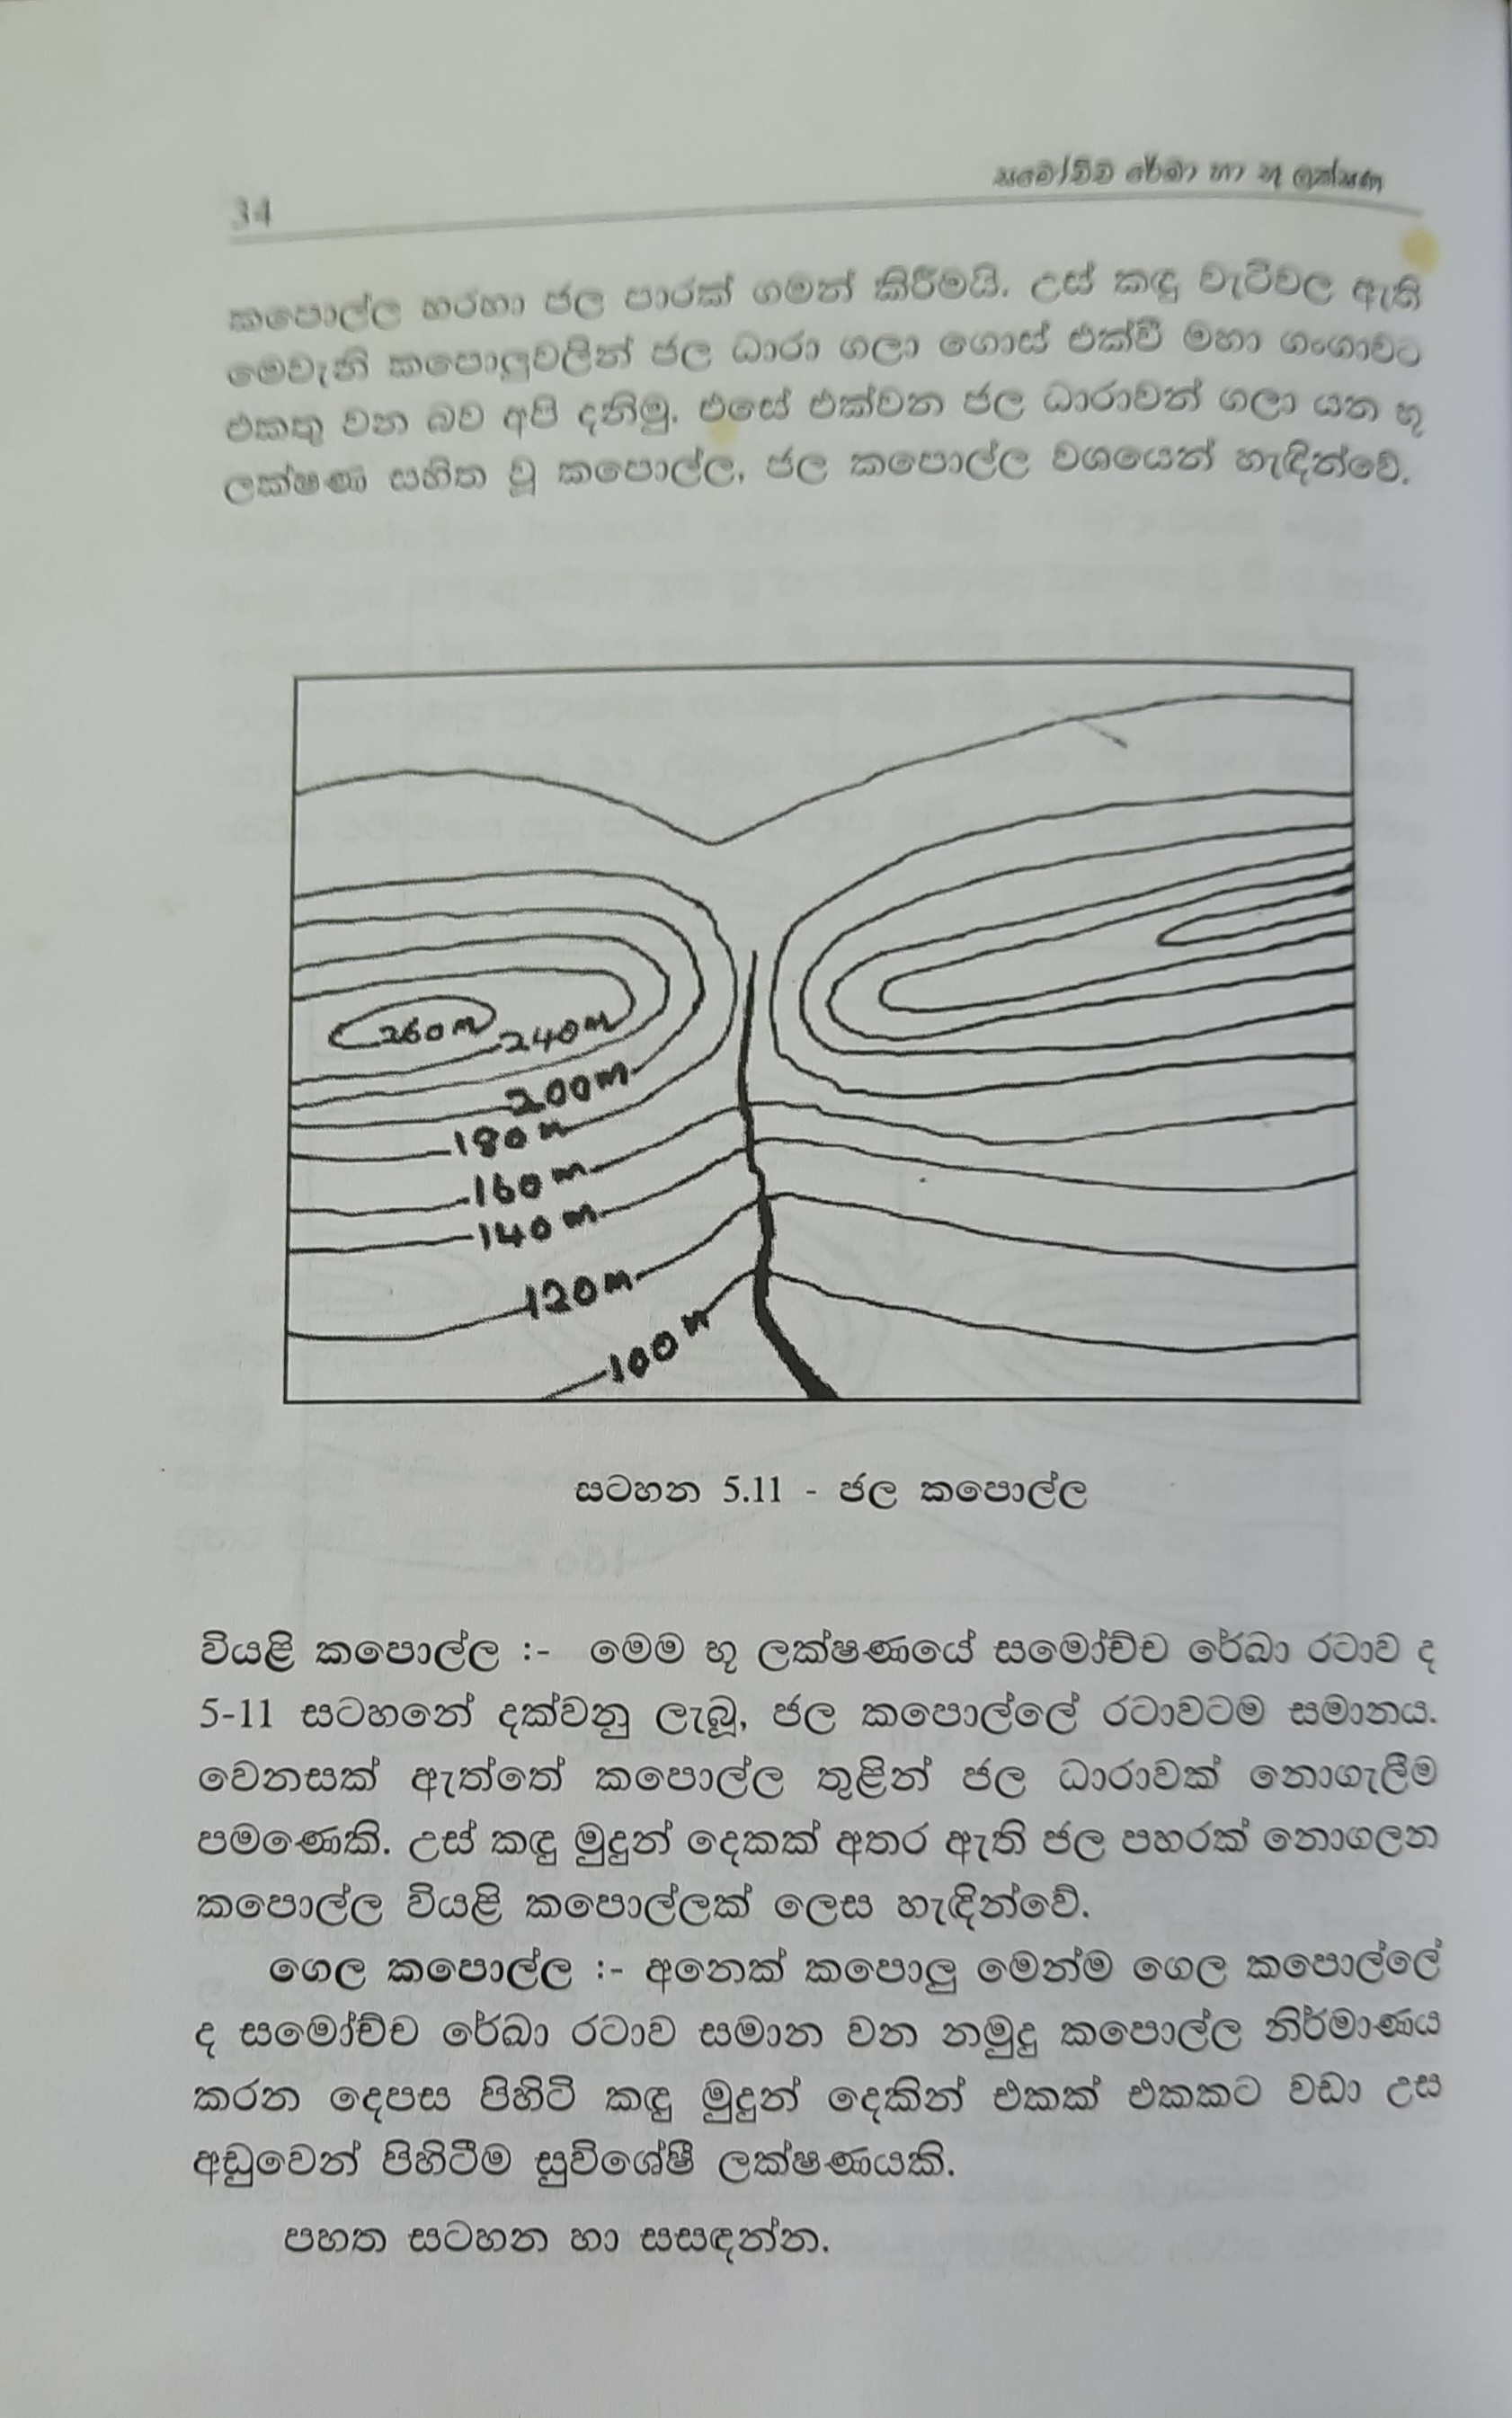 34
සමෝච්ච රේඛා හා භූ ලක්ෂණ
කපොල්ල හරහා ජල පාරක් ගමන් කිරීමයි. උස් කඳු වැටිවල ඇති
මෙවැනි කපොලුවලින් ජල ධාරා ගලා ගොස් එක්වී මහා ගංගාවට
එකතු වන බව අපි දනිමු. එසේ එක්වන ජල ධාරාවන් ගලා යන භූ
ලක්ෂණ සහිත වූ කපොල්ල, ජල කපොල්ල වශයෙන් හැඳින්වේ.
260m
240m
200m
180m
160m
140m
120m
100m
සටහන 5.11 - ජල කපොල්ල
වියළි කපොල්ල :- මෙම භූ ලක්ෂණයේ සමෝච්ච රේඛා රටාව ද
5-11 සටහනේ දක්වනු ලැබූ, ජල කපොල්ලේ රටාවටම සමානය.
වෙනසක් ඇත්තේ කපොල්ල තුළින් ජල ධාරාවක් නොගැලීම
පමණෙකි. උස් කඳු මුදුන් දෙකක් අතර ඇති ජල පහරක් නොගලන
කපොල්ල වියළි කපොල්ලක් ලෙස හැඳින්වේ.
ගෙල කපොල්ල :- අනෙක් කපොලු මෙන්ම ගෙල කපොල්ලේ
ද සමෝච්ච රේඛා රටාව සමාන වන නමුදු කපොල්ල නිර්මාණය
කරන දෙපස පිහිටි කඳු මුදුන් දෙකින් එකක් එකකට වඩා උස
අඩුවෙන් පිහිටීම සුවිශේෂී ලක්ෂණයකි.
පහත සටහන හා සසඳන්න.